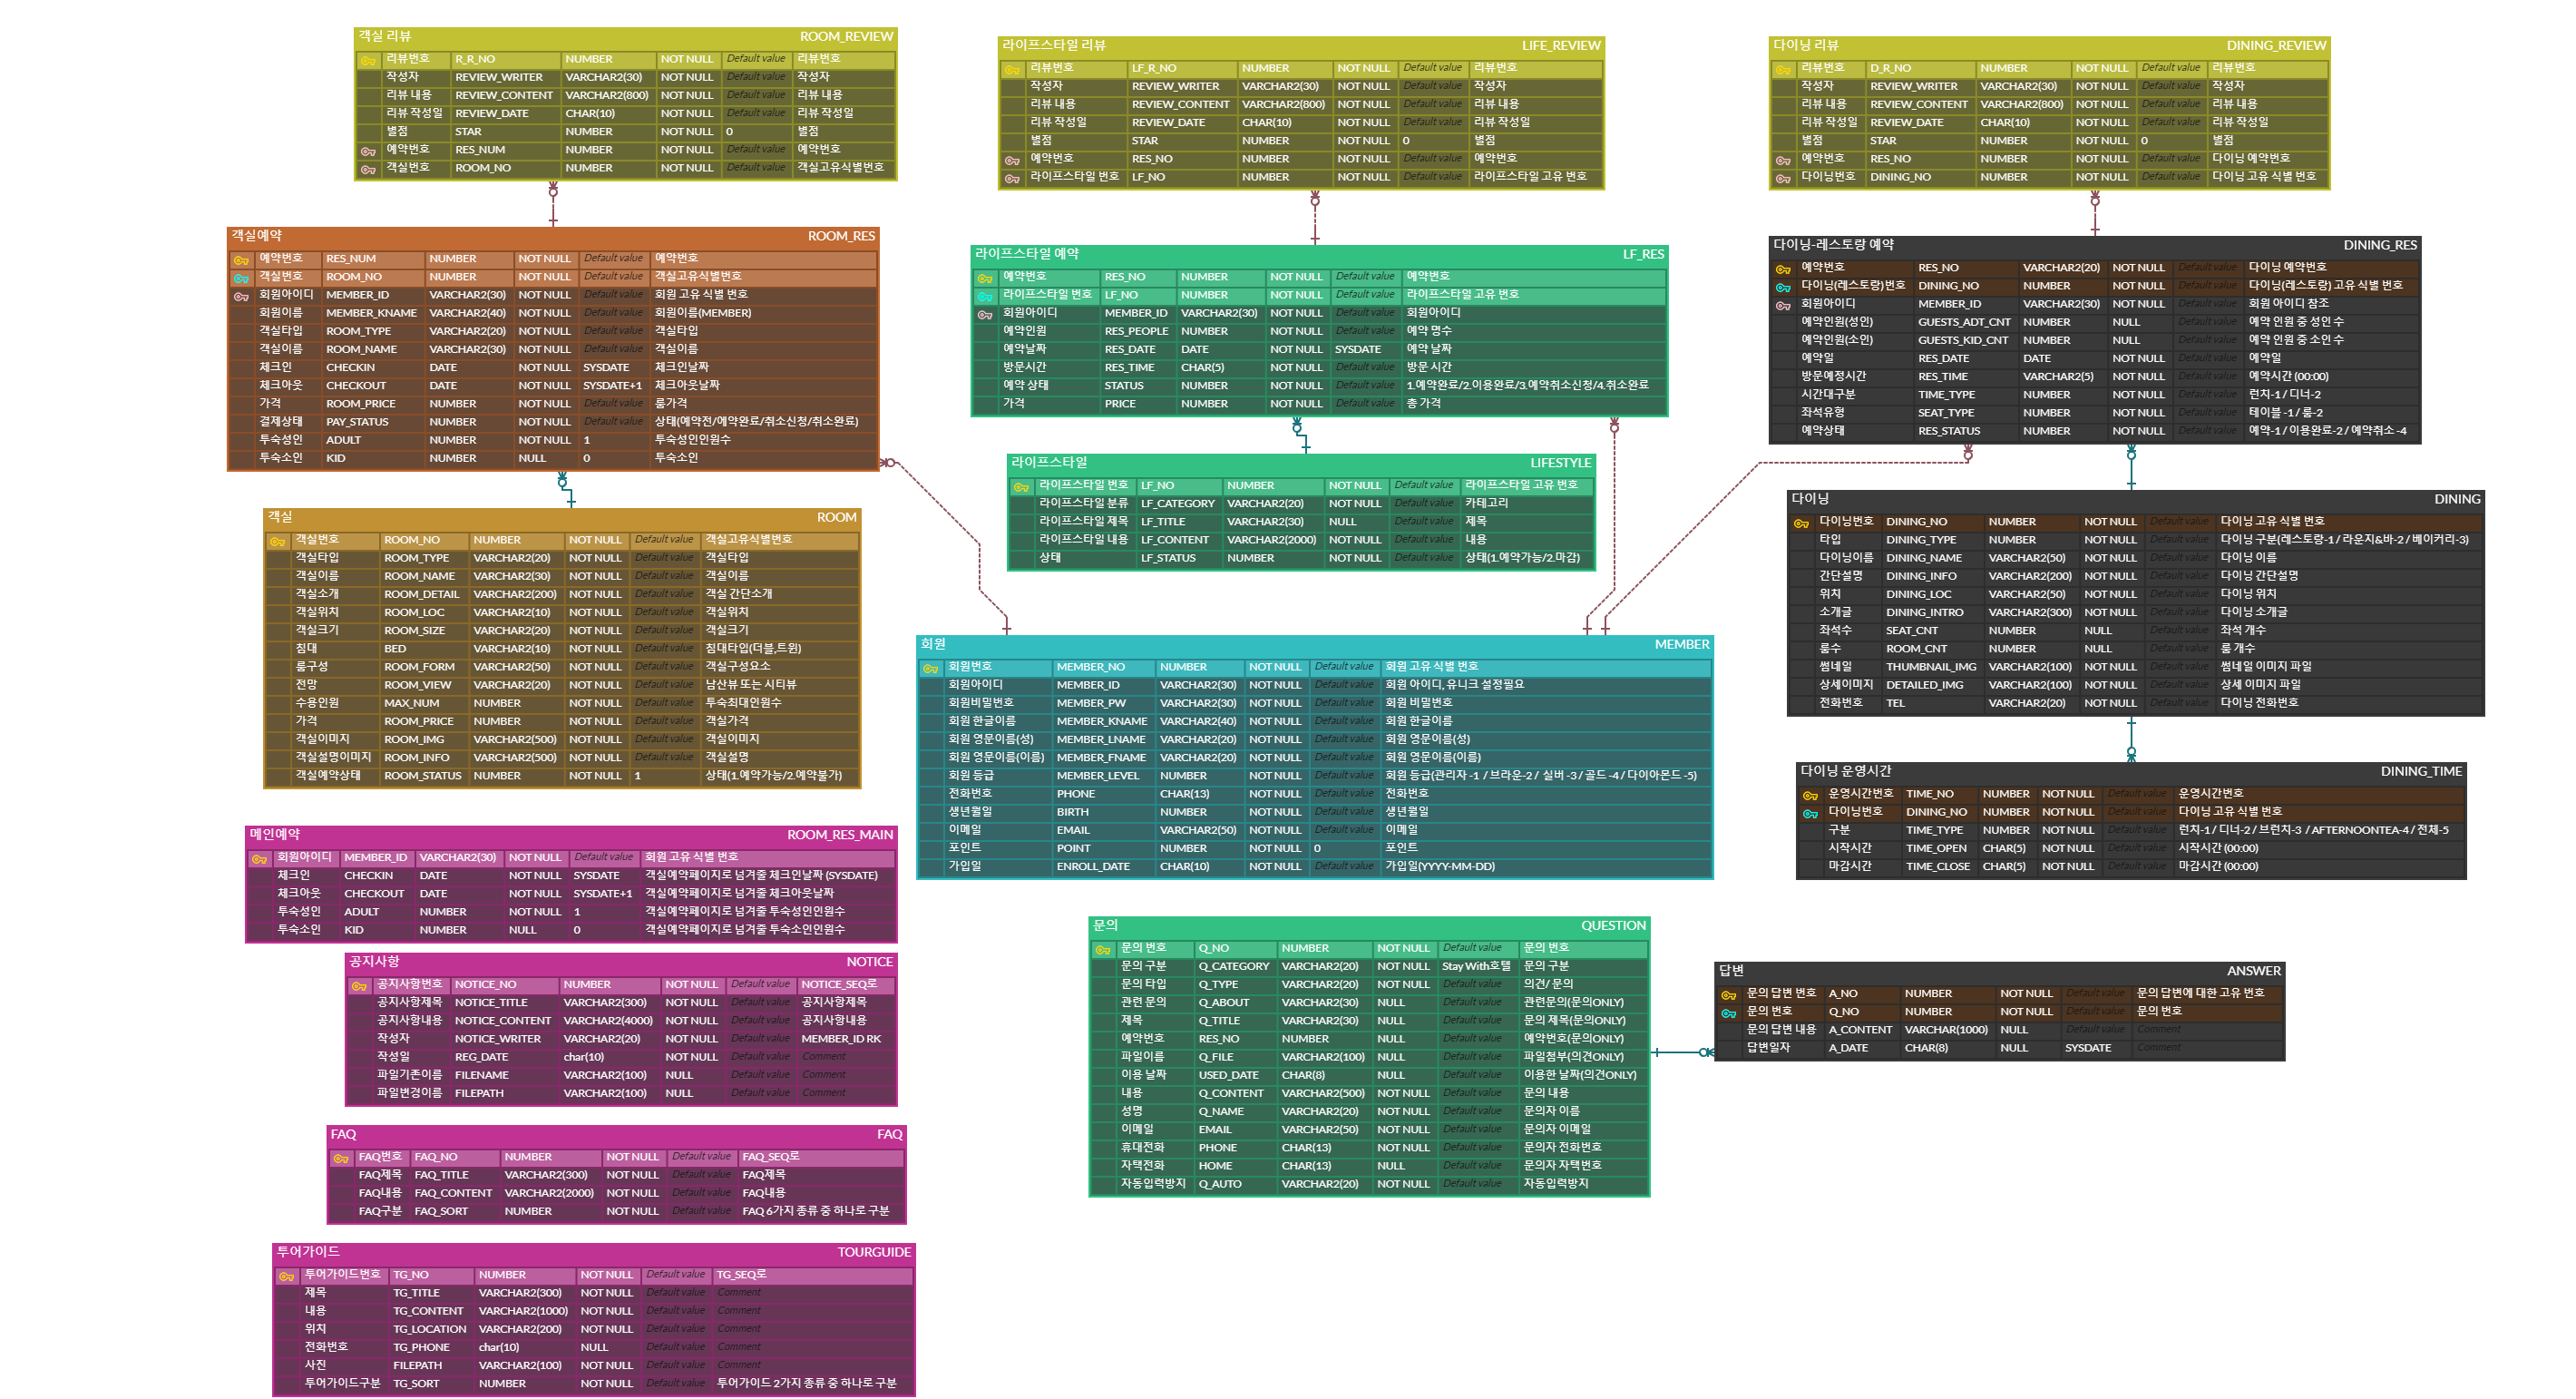 객실 리뷰 ROOM_REVIEW
리뷰번호 R_R_NO NUMBER NOT NULL Default value 리뷰번호
작성자 REVIEW_WRITER VARCHAR2(30) NOT NULL Default value 작성자
리뷰 내용 REVIEW_CONTENT VARCHAR2(800) NOT NULL Default value 리뷰 내용
리뷰 작성일 REVIEW_DATE CHAR(10) NOT NULL Default value 리뷰 작성일
별점 STAR NUMBER NOT NULL 0 별점
예약번호 RES_NUM NUMBER NOT NULL Default value 예약번호
객실번호 ROOM_NO NUMBER NOT NULL Default value 객실고유식별번호
라이프스타일 리뷰 LIFE_REVIEW
리뷰번호 LF_R_NO NUMBER NOT NULL Default value 리뷰번호
작성자 REVIEW_WRITER VARCHAR2(30) NOT NULL Default value 작성자
리뷰 내용 REVIEW_CONTENT VARCHAR2(800) NOT NULL Default value 리뷰 내용
리뷰 작성일 REVIEW_DATE CHAR(10) NOT NULL Default value 리뷰 작성일
별점 STAR NUMBER NOT NULL 0 별점
예약번호 RES_NO NUMBER NOT NULL Default value 예약번호
라이프스타일 번호 LF_NO NUMBER NOT NULL Default value 라이프스타일 고유 번호
다이닝 리뷰 DINING_REVIEW
리뷰번호 D_R_NO NUMBER NOT NULL Default value 리뷰번호
작성자 REVIEW_WRITER VARCHAR2(30) NOT NULL Default value 작성자
리뷰 내용 REVIEW_CONTENT VARCHAR2(800) NOT NULL Default value 리뷰 내용
리뷰 작성일 REVIEW_DATE CHAR(10) NOT NULL Default value 리뷰 작성일
별점 STAR NUMBER NOT NULL 0 별점
예약번호 RES_NO NUMBER NOT NULL Default value 다이닝 예약번호
다이닝번호 DINING_NO NUMBER NOT NULL Default value 다이닝 고유 식별 번호
객실예약 ROOM_RES
예약번호 RES_NUM NUMBER NOT NULL Default value 예약번호
객실번호 ROOM_NO NUMBER NOT NULL Default value 객실고유식별번호
회원아이디 MEMBER_ID VARCHAR2(30) NOT NULL Default value 회원 고유 식별 번호
회원이름 MEMBER_KNAME VARCHAR2(40) NOT NULL Default value 회원이름(MEMBER)
객실타입 ROOM_TYPE VARCHAR2(20) NOT NULL Default value 객실타입
객실이름 ROOM_NAME VARCHAR2(30) NOT NULL Default value 객실이름
체크인 CHECKIN DATE NOT NULL SYSDATE 체크인날짜
체크아웃 CHECKOUT DATE NOT NULL SYSDATE+1 체크아웃날짜
가격 ROOM_PRICE NUMBER NOT NULL Default value 룸가격
결제상태 PAY_STATUS NUMBER NOT NULL Default value 상태(예약전/예약완료/취소신청/취소완료)
투숙성인 ADULT NUMBER NOT NULL 1 투숙성인인원수
투숙소인 KID NUMBER NULL 0 투숙소인
라이프스타일 예약 LF_RES
예약번호 RES_NO NUMBER NOT NULL Default value 예약번호
라이프스타일 번호 LF_NO NUMBER NOT NULL Default value 라이프스타일 고유 번호
회원아이디 MEMBER_ID VARCHAR2(30) NOT NULL Default value 회원아이디
예약인원 RES_PEOPLE NUMBER NOT NULL Default value 예약 명수
예약날짜 RES_DATE DATE NOT NULL SYSDATE 예약 날짜
방문시간 RES_TIME CHAR(5) NOT NULL Default value 방문 시간
예약 상태 STATUS NUMBER NOT NULL Default value 1.예약완료/2.이용완료/3.예약취소신청/4.취소완료
가격 PRICE NUMBER NOT NULL Default value 총 가격
다이닝-레스토랑 예약 DINING_RES
예약번호 RES_NO VARCHAR2(20) NOT NULL Default value 다이닝 예약번호
다이닝(레스토랑)번호 DINING_NO NUMBER NOT NULL Default value 다이닝(레스토랑) 고유 식별 번호
회원아이디 MEMBER_ID VARCHAR2(30) NOT NULL Default value 회원 아이디 참조
예약인원(성인) GUESTS_ADT_CNT NUMBER NULL Default value 예약 인원 중 성인 수
예약인원(소인) GUESTS_KID_CNT NUMBER NULL Default value 예약 인원 중 소인 수
예약일 RES_DATE DATE NOT NULL Default value 예약일
방문예정시간 RES_TIME VARCHAR2(5) NOT NULL Default value 예약시간 (00:00)
시간대구분 TIME_TYPE NUMBER NOT NULL Default value 런치-1 / 디너-2
좌석유형 SEAT_TYPE NUMBER NOT NULL Default value 테이블 -1 / 룸-2
예약상태 RES_STATUS NUMBER NOT NULL Default value 예약-1 / 이용완료-2 / 예약취소 -4
라이프스타일 LIFESTYLE
라이프스타일 번호 LF_NO NUMBER NOT NULL Default value 라이프스타일 고유 번호
라이프스타일 분류 LF_CATEGORY VARCHAR2(20) NOT NULL Default value 카테고리
라이프스타일 제목 LF_TITLE VARCHAR2(30) NULL Default value 제목
라이프스타일 내용 LF_CONTENT VARCHAR2(2000) NOT NULL Default value 내용
상태 LF_STATUS NUMBER NOT NULL Default value 상태(1.예약가능/2.마감)
객실 ROOM
객실번호 ROOM_NO NUMBER NOT NULL Default value 객실고유식별번호
객실타입 ROOM_TYPE VARCHAR2(20) NOT NULL Default value 객실타입
객실이름 ROOM_NAME VARCHAR2(30) NOT NULL Default value 객실이름
객실소개 ROOM_DETAIL VARCHAR2(200) NOT NULL Default value 객실 간단소개
객실위치 ROOM_LOC VARCHAR2(10) NOT NULL Default value 객실위치
객실크기 ROOM_SIZE VARCHAR2(20) NOT NULL Default value 객실크기
침대 BED VARCHAR2(10) NOT NULL Default value 침대타입(더블,트윈)
룸구성 ROOM_FORM VARCHAR2(50) NOT NULL Default value 객실구성요소
전망 ROOM_VIEW VARCHAR2(20) NOT NULL Default value 남산뷰 또는 시티뷰
수용인원 MAX_NUM NUMBER NOT NULL Default value 투숙최대인원수
가격 ROOM_PRICE NUMBER NOT NULL Default value 객실가격
객실이미지 ROOM_IMG VARCHAR2(500) NOT NULL Default value 객실이미지
객실설명이미지 ROOM_INFO VARCHAR2(500) NOT NULL Default value 객실설명
객실예약상태 ROOM_STATUS NUMBER NOT NULL 1 상태(1.예약가능/2.예약불가)
다이닝 DINING
다이닝번호 DINING_NO NUMBER NOT NULL Default value 다이닝 고유 식별 번호
타입 DINING_TYPE NUMBER NOT NULL Default value 다이닝 구분(레스토랑-1 / 라운지&바-2 / 베이커리-3)
다이닝이름 DINING_NAME VARCHAR2(50) NOT NULL Default value 다이닝 이름
간단설명 DINING_INFO VARCHAR2(200) NOT NULL Default value 다이닝 간단설명
위치 DINING_LOC VARCHAR2(50) NOT NULL Default value 다이닝 위치
소개글 DINING_INTRO VARCHAR2(300) NOT NULL Default value 다이닝 소개글
좌석수 SEAT_CNT NUMBER NULL Default value 좌석 개수
룸수 ROOM_CNT NUMBER NULL Default value 룸 개수
썸네일 THUMBNAIL_IMG VARCHAR2(100) NOT NULL Default value 썸네일 이미지 파일
상세이미지 DETAILED_IMG VARCHAR2(100) NOT NULL Default value 상세 이미지 파일
전화번호 TEL VARCHAR2(20) NOT NULL Default value 다이닝 전화번호
회원 MEMBER
회원번호 MEMBER_NO NUMBER NOT NULL Default value 회원 고유 식별 번호
회원아이디 MEMBER_ID VARCHAR2(30) NOT NULL Default value 회원 아이디, 유니크 설정필요
회원비밀번호 MEMBER_PW VARCHAR2(30) NOT NULL Default value 회원 비밀번호
회원 한글이름 MEMBER_KNAME VARCHAR2(40) NOT NULL Default value 회원 한글이름
회원 영문이름(성) MEMBER_LNAME VARCHAR2(20) NOT NULL Default value 회원 영문이름(성)
회원 영문이름(이름) MEMBER_FNAME VARCHAR2(20) NOT NULL Default value 회원 영문이름(이름)
회원 등급 MEMBER_LEVEL NUMBER NOT NULL Default value 회원 등급(관리자 -1 / 브라운-2 / 실버 -3 / 골드 -4 / 다이아몬드 -5)
전화번호 PHONE CHAR(13) NOT NULL Default value 전화번호
생년월일 BIRTH NUMBER NOT NULL Default value 생년월일
이메일 EMAIL VARCHAR2(50) NOT NULL Default value 이메일
포인트 POINT NUMBER NOT NULL 0 포인트
가입일 ENROLL_DATE CHAR(10) NOT NULL Default value 가입일(YYYY-MM-DD)
다이닝 운영시간 DINING_TIME
운영시간번호 TIME_NO NUMBER NOT NULL Default value 운영시간번호
다이닝번호 DINING_NO NUMBER NOT NULL Default value 다이닝 고유 식별 번호
구분 TIME_TYPE NUMBER NOT NULL Default value 런치-1 / 디너-2 / 브런치-3 / AFTERNOONTEA-4 / 전체-5
시작시간 TIME_OPEN CHAR(5) NOT NULL Default value 시작시간 (00:00)
마감시간 TIME_CLOSE CHAR(5) NOT NULL Default value 마감시간 (00:00)
메인예약 ROOM_RES_MAIN
회원아이디 MEMBER_ID VARCHAR2(30) NOT NULL Default value 회원 고유 식별 번호
체크인 CHECKIN DATE NOT NULL SYSDATE 객실예약페이지로 넘겨줄 체크인날짜 (SYSDATE)
체크아웃 CHECKOUT DATE NOT NULL SYSDATE+1 객실예약페이지로 넘겨줄 체크아웃날짜
투숙성인 ADULT NUMBER NOT NULL 1 객실예약페이지로 넘겨줄 투숙성인인원수
투숙소인 KID NUMBER NULL 0 객실예약페이지로 넘겨줄 투숙소인인원수
공지사항 NOTICE
공지사항번호 NOTICE_NO NUMBER NOT NULL Default value NOTICE_SEQ로
공지사항제목 NOTICE_TITLE VARCHAR2(300) NOT NULL Default value 공지사항제목
공지사항내용 NOTICE_CONTENT VARCHAR2(4000) NOT NULL Default value 공지사항내용
작성자 NOTICE_WRITER VARCHAR2(20) NOT NULL Default value MEMBER_ID RK
작성일 REG_DATE char(10) NOT NULL Default value Comment
파일기존이름 FILENAME VARCHAR2(100) NULL Default value Comment
파일변경이름 FILEPATH VARCHAR2(100) NULL Default value Comment
문의 QUESTION
문의 번호 Q_NO NUMBER NOT NULL Default value 문의 번호
문의 구분 Q_CATEGORY VARCHAR2(20) NOT NULL Stay With호텔 문의 구분
문의 타입 Q_TYPE VARCHAR2(20) NOT NULL Default value 의견/ 문의
관련 문의 Q_ABOUT VARCHAR2(30) NULL Default value 관련문의(문의ONLY)
제목 Q_TITLE VARCHAR2(30) NULL Default value 문의 제목(문의ONLY)
예약번호 RES_NO NUMBER NULL Default value 예약번호(문의ONLY)
파일이름 Q_FILE VARCHAR2(100) NULL Default value 파일첨부(의견ONLY)
이용 날짜 USED_DATE CHAR(8) NULL Default value 이용한 날짜(의견ONLY)
내용 Q_CONTENT VARCHAR2(500) NOT NULL Default value 문의 내용
성명 Q_NAME VARCHAR2(20) NOT NULL Default value 문의자 이름
이메일 EMAIL VARCHAR2(50) NOT NULL Default value 문의자 이메일
휴대전화 PHONE CHAR(13) NOT NULL Default value 문의자 전화번호
자택전화 HOME CHAR(13) NULL Default value 문의자 자택번호
자동입력방지 Q_AUTO VARCHAR2(20) NOT NULL Default value 자동입력방지
답변 ANSWER
문의 답변 번호 A_NO NUMBER NOT NULL Default value 문의 답변에 대한 고유 번호
문의 번호 Q_NO NUMBER NOT NULL Default value 문의 번호
문의 답변 내용 A_CONTENT VARCHAR(1000) NULL Default value Comment
답변일자 A_DATE CHAR(8) NULL SYSDATE Comment
FAQ FAQ
FAQ번호 FAQ_NO NUMBER NOT NULL Default value FAQ_SEQ로
FAQ제목 FAQ_TITLE VARCHAR2(300) NOT NULL Default value FAQ제목
FAQ내용 FAQ_CONTENT VARCHAR2(2000) NOT NULL Default value FAQ내용
FAQ구분 FAQ_SORT NUMBER NOT NULL Default value FAQ 6가지 종류 중 하나로 구분
투어가이드 TOURGUIDE
투어가이드번호 TG_NO NUMBER NOT NULL Default value TG_SEQ로
제목 TG_TITLE VARCHAR2(300) NOT NULL Default value Comment
내용 TG_CONTENT VARCHAR2(1000) NOT NULL Default value Comment
위치 TG_LOCATION VARCHAR2(200) NOT NULL Default value Comment
전화번호 TG_PHONE char(10) NULL Default value Comment
사진 FILEPATH VARCHAR2(100) NOT NULL Default value Comment
투어가이드구분 TG_SORT NUMBER NOT NULL Default value 투어가이드 2가지 종류 중 하나로 구분